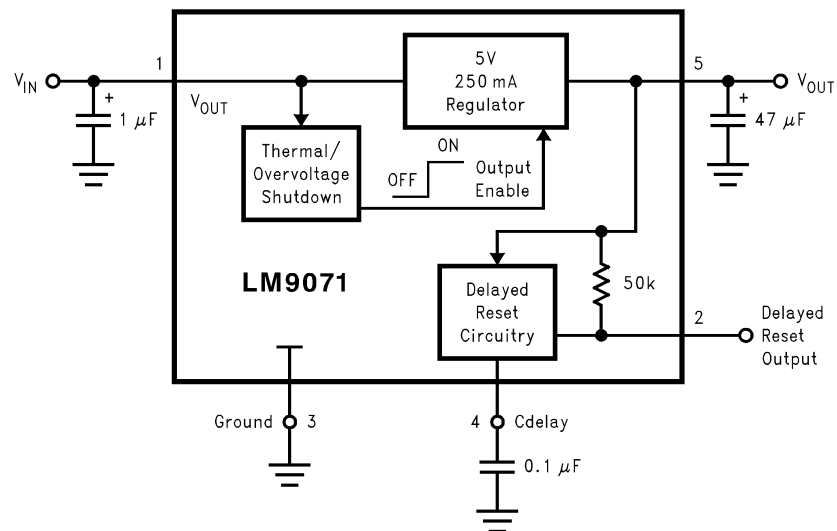 1
5V
250 mA
Regulator
5
V_IN
V_OUT
1 μF
V_OUT
47 μF
Thermal/
Overvoltage
Shutdown
ON
OFF
Output
Enable
LM9071
Delayed
Reset
Circuitry
50k
2
Delayed
Reset
Output
Ground 3
4 Cdelay
0.1 μF